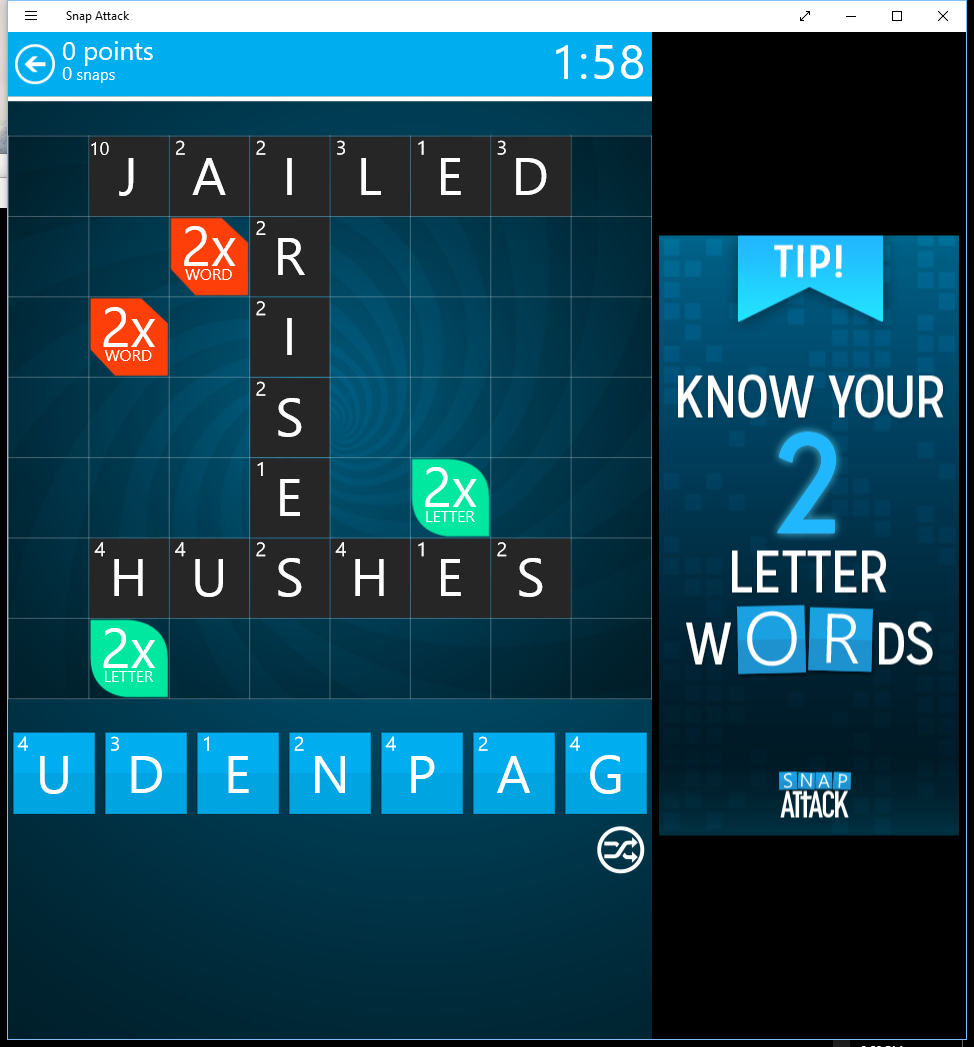 Snap Attack
0 points
0 snaps
1:58
10 J 2 A 2 I 3 L 1 E 3 D
2x WORD 2 R
2x WORD 2 I
2 S
1 E 2x LETTER
4 H 4 U 2 S 4 H 1 E 2 S
2x LETTER
4 U 3 D 1 E 2 N 4 P 2 A 4 G
TIP!
KNOW YOUR
2
LETTER
WORDS
SNAP
ATTACK